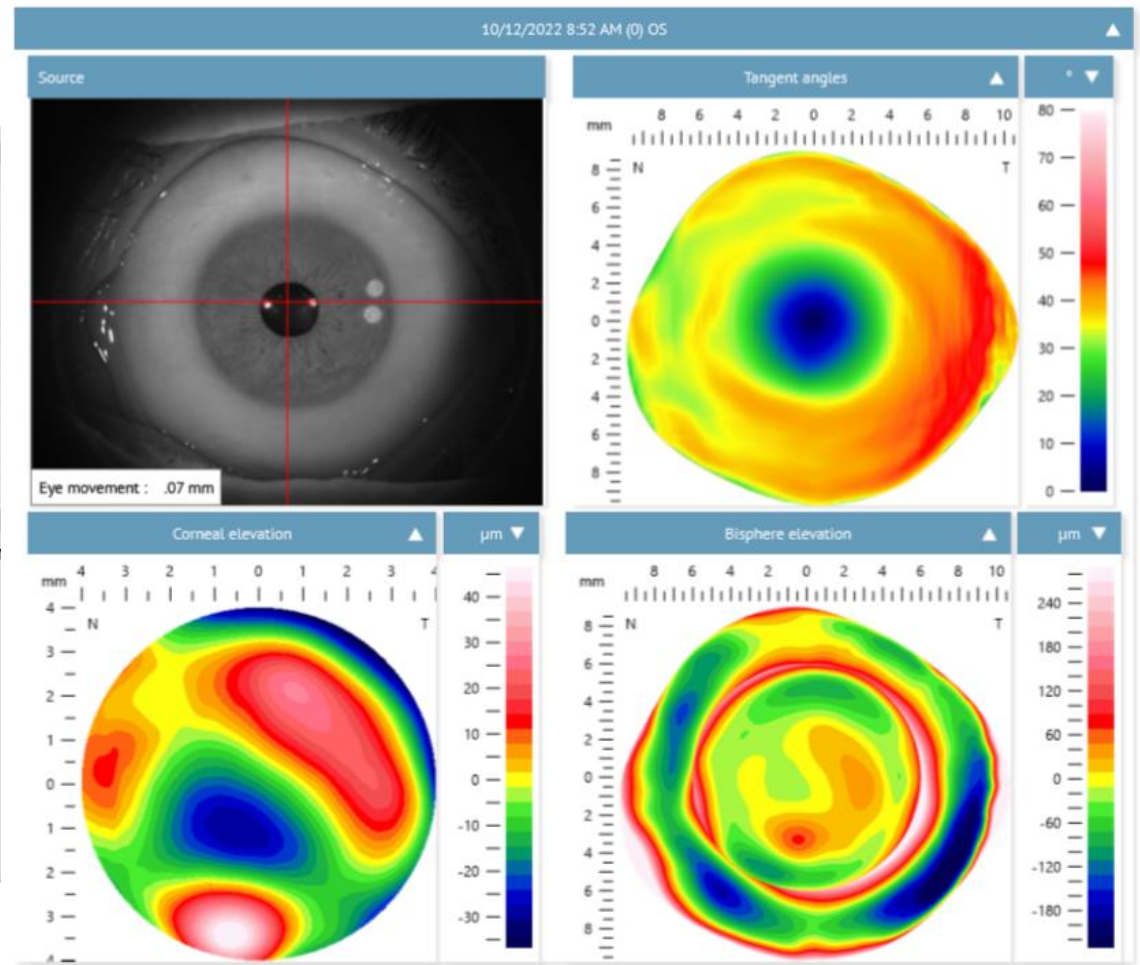 10/12/2022 8:52 AM (0) OS
Source
Tangent angles
°
mm
8 6 4 2 0 2 4 6 8 10
N
T
8
6
4
2
0
2
4
6
8
80
70
60
50
40
30
20
10
0
Eye movement : .07 mm
Corneal elevation
µm
Bisphere elevation
µm
mm
4 3 2 1 0 1 2 3 4
N
T
4
3
2
1
0
1
2
3
4
40
30
20
10
0
-10
-20
-30
mm
8 6 4 2 0 2 4 6 8 10
N
T
8
6
4
2
0
2
4
6
8
240
180
120
60
0
-60
-120
-180